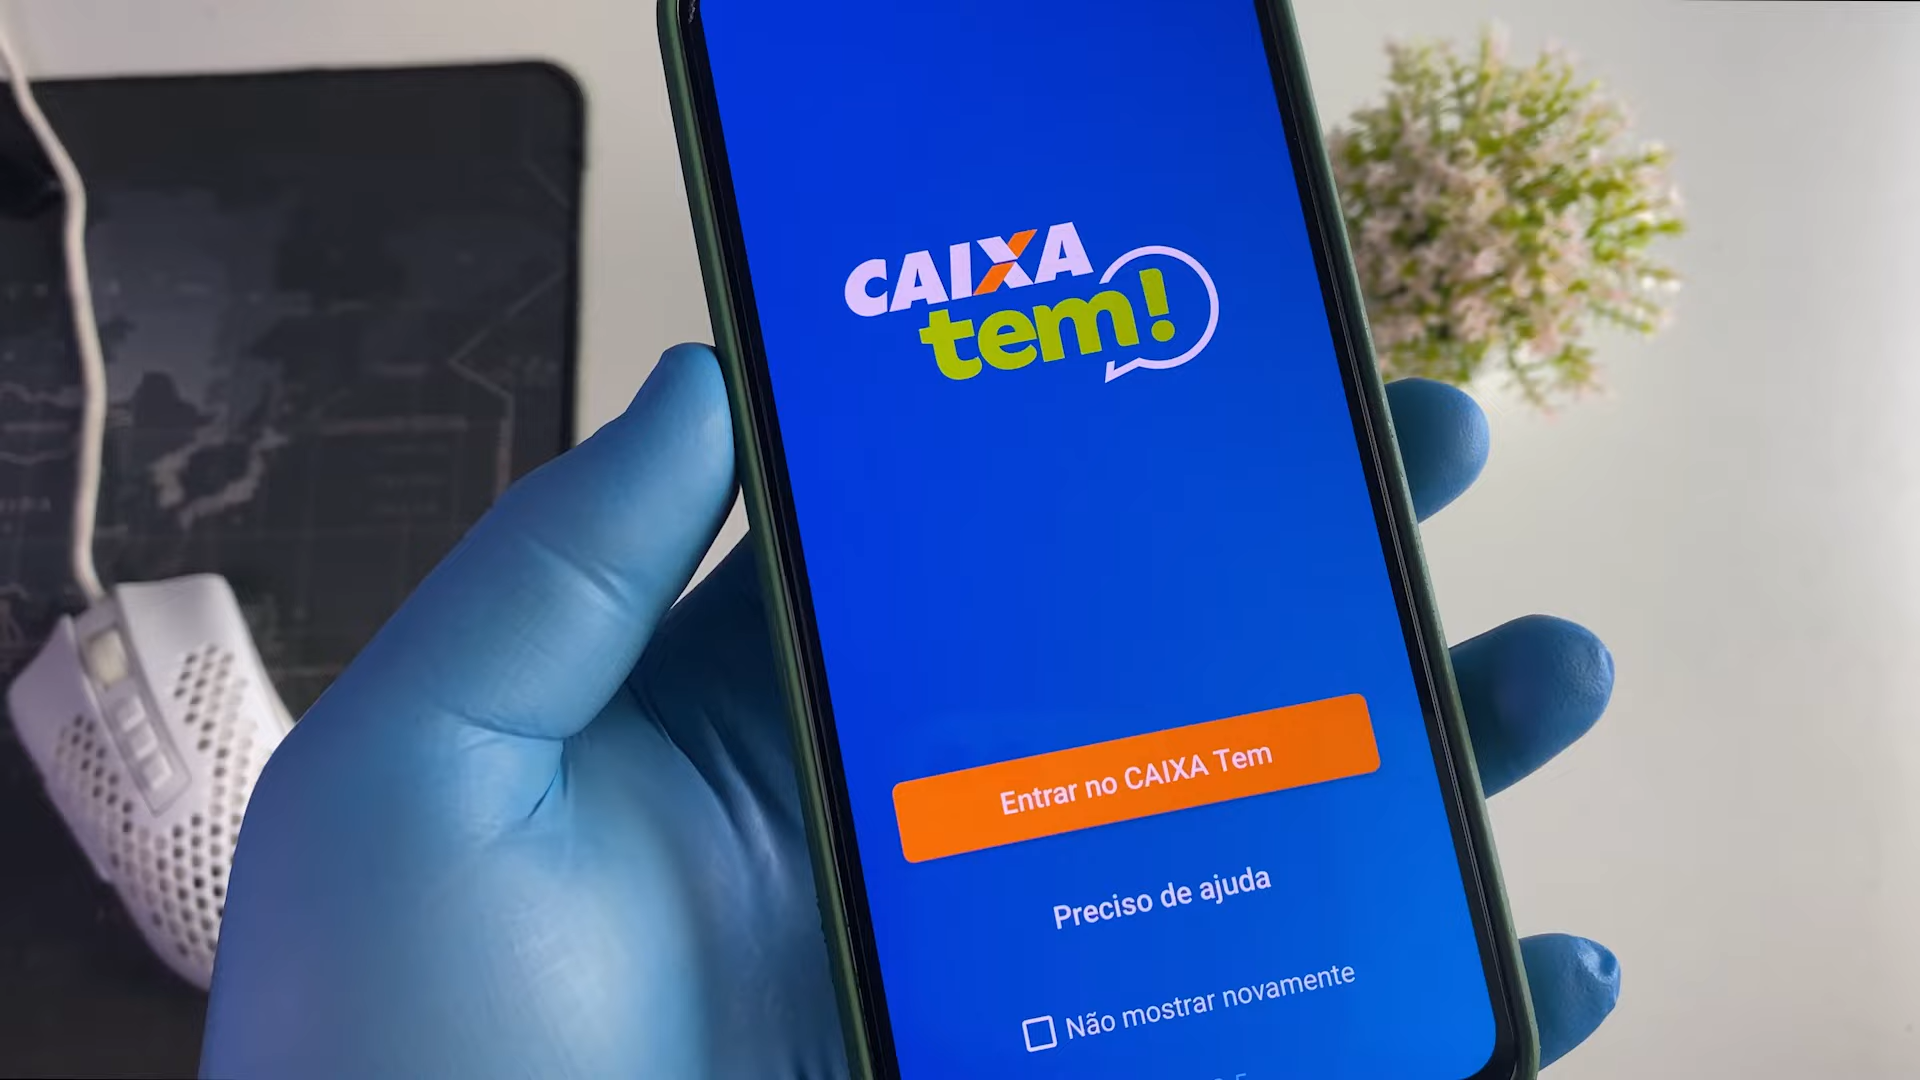 CAIXA
tem!
Entrar no CAIXA Tem
Preciso de ajuda
Não mostrar novamente